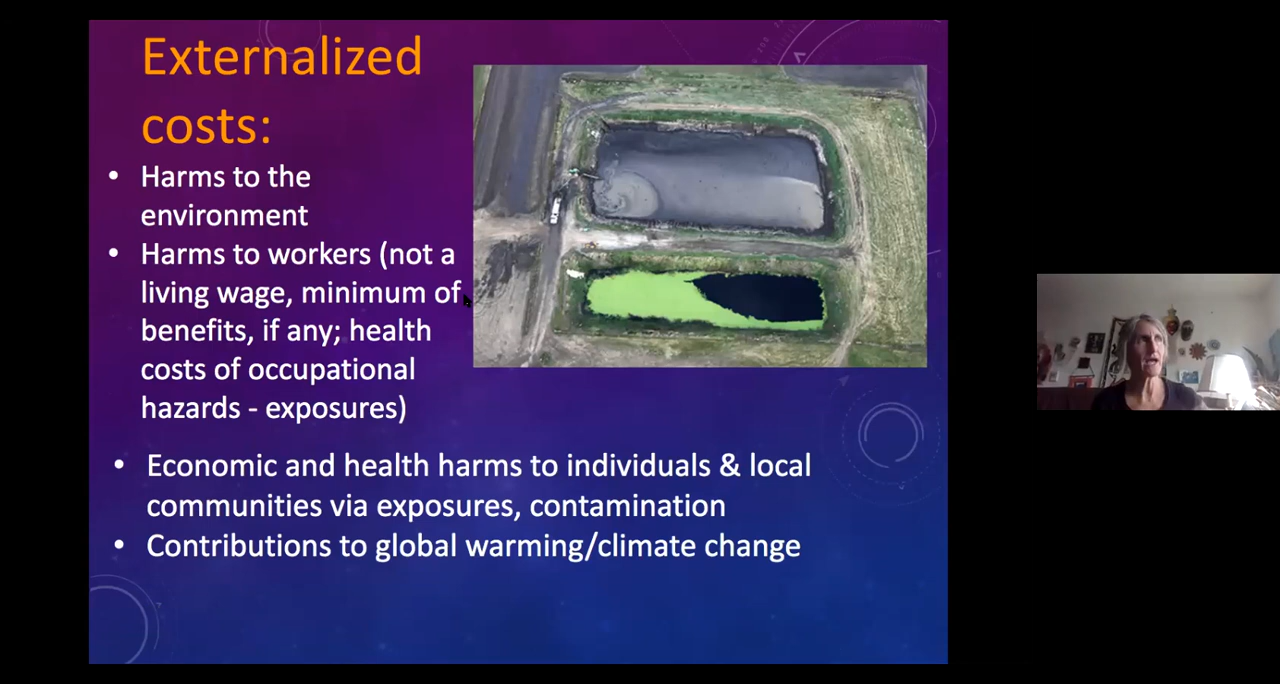 Externalized
costs:
• Harms to the
environment
• Harms to workers (not a
living wage, minimum of
benefits, if any; health
costs of occupational
hazards - exposures)
• Economic and health harms to individuals & local
communities via exposures, contamination
• Contributions to global warming/climate change